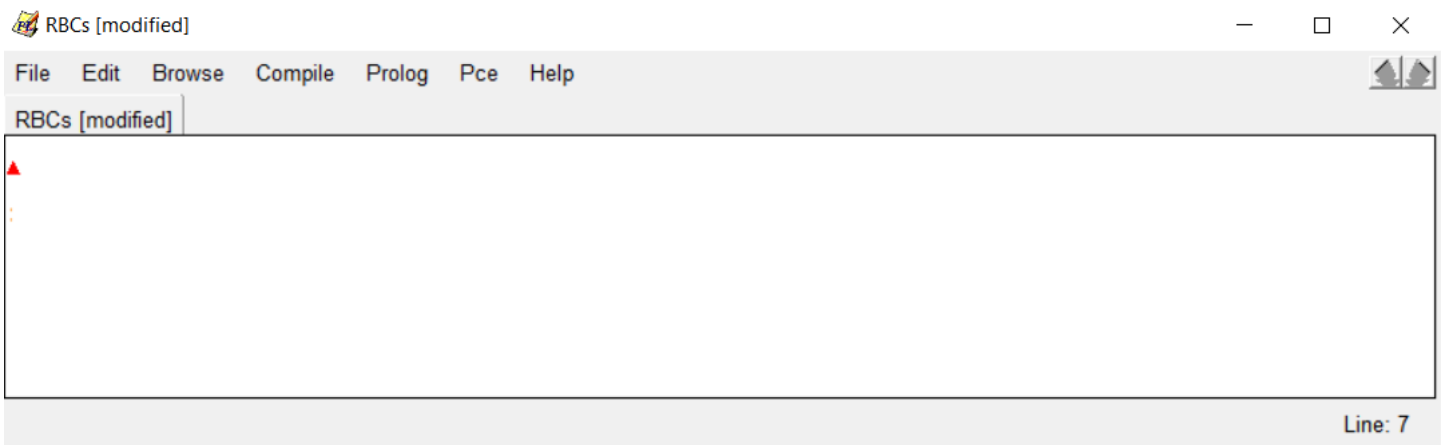 RBCs [modified]
File Edit Browse Compile Prolog Pce Help
RBCs [modified]
:
Line: 7